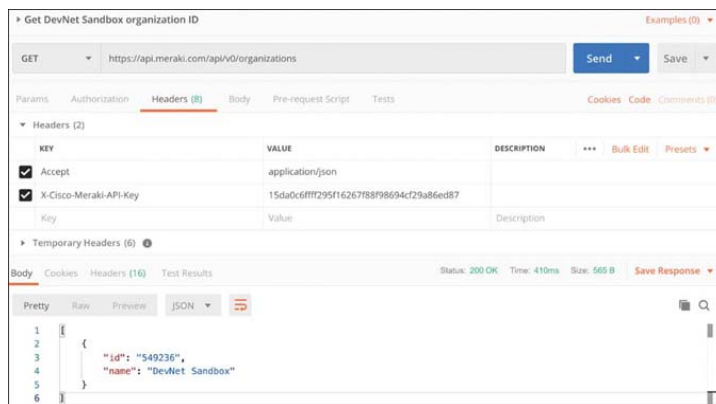 Get DevNet Sandbox organization ID Examples (0)
GET https://api.meraki.com/api/v0/organizations Send Save
Params Authorization Headers (8) Body Pre-request Script Tests Cookies Code Comments (0)
Headers (2)
KEY VALUE DESCRIPTION ••• Bulk Edit Presets
Accept application/json
X-Cisco-Meraki-API-Key 15da0c6ffff295f16267f88f98694cf29a86ed87
Key Value Description
Temporary Headers (6)
Body Cookies Headers (16) Test Results Status: 200 OK Time: 410ms Size: 565 B Save Response
Pretty Raw Preview JSON
1 [
2 {
3 "id": "549236",
4 "name": "DevNet Sandbox"
5 }
6 ]